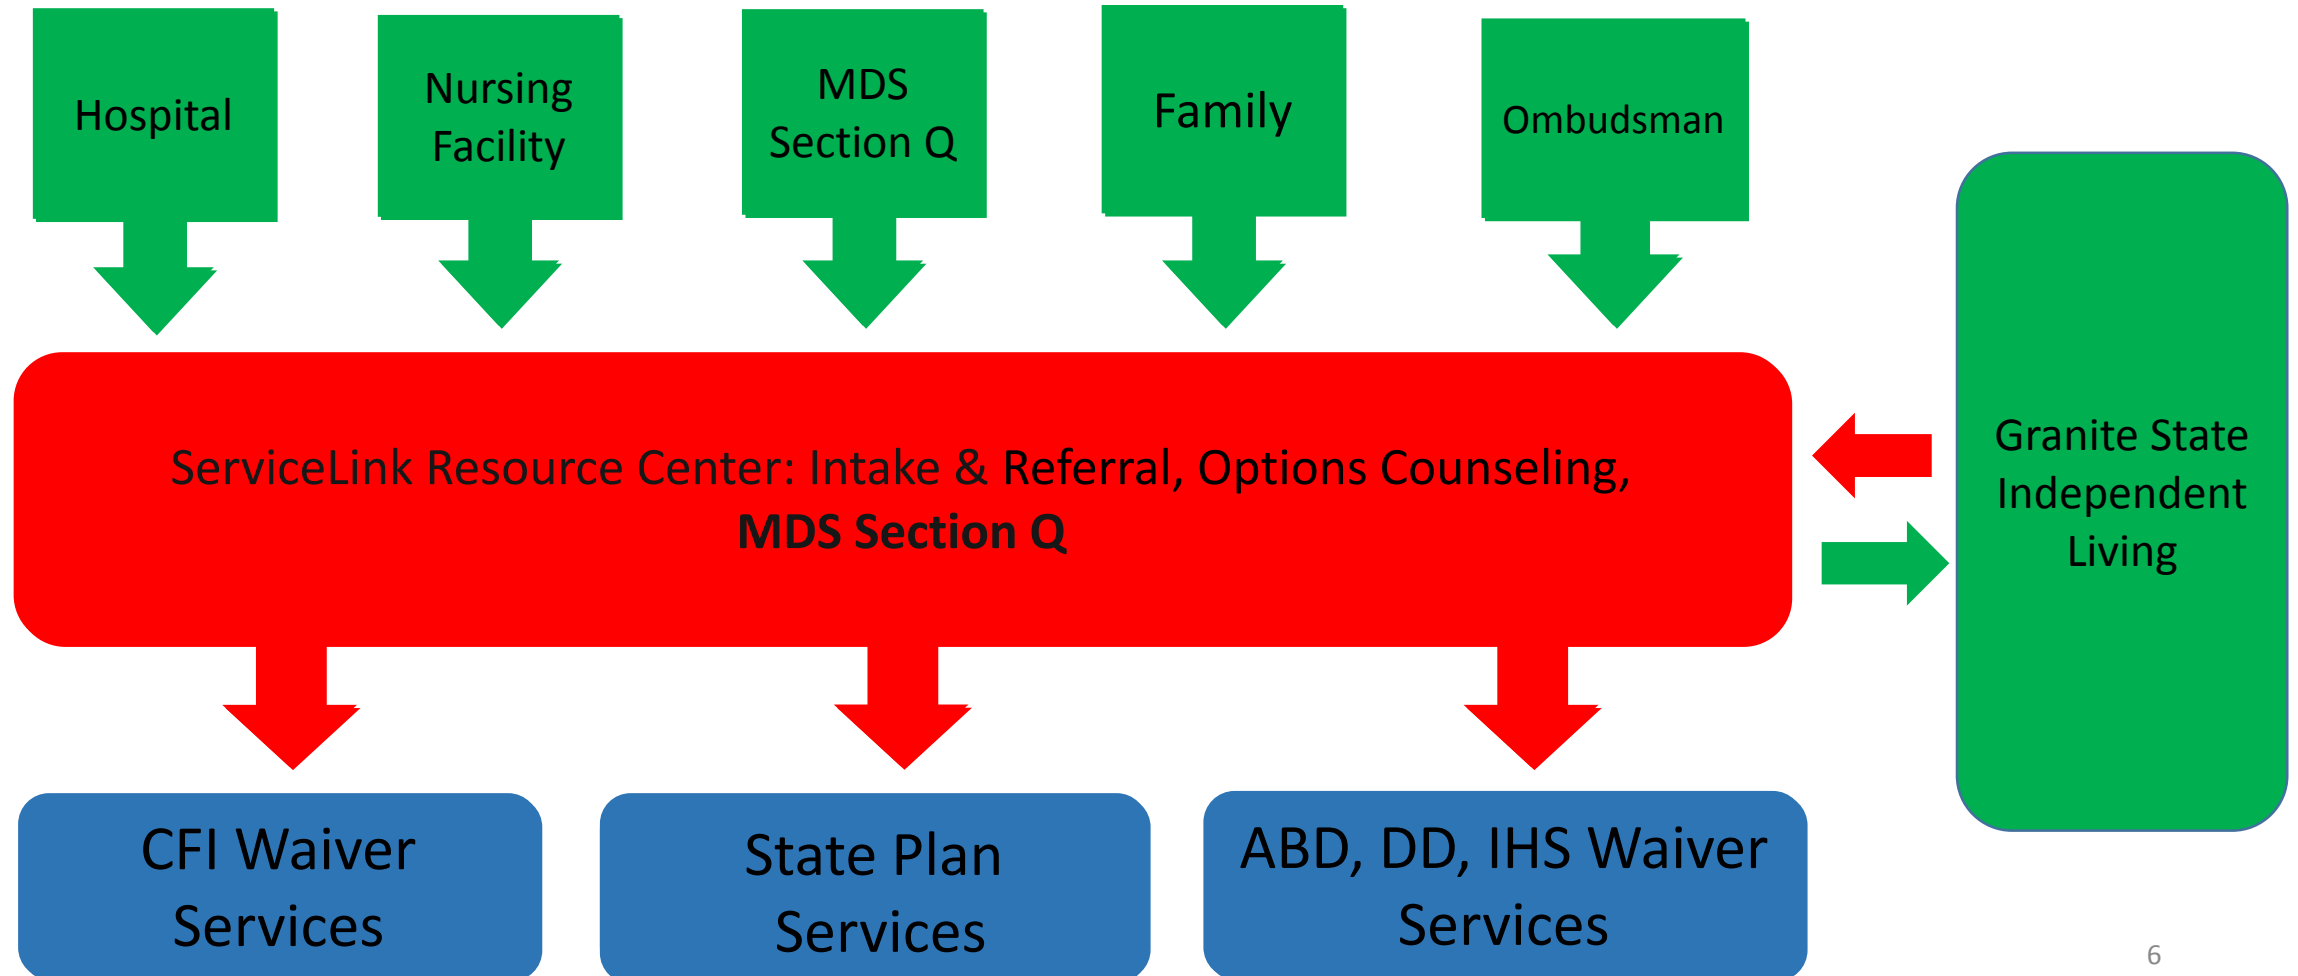 Hospital
Nursing
Facility
MDS
Section Q
Family
Ombudsman
ServiceLink Resource Center: Intake & Referral, Options Counseling,
MDS Section Q
Granite State
Independent
Living
CFI Waiver
Services
State Plan
Services
ABD, DD, IHS Waiver
Services
6